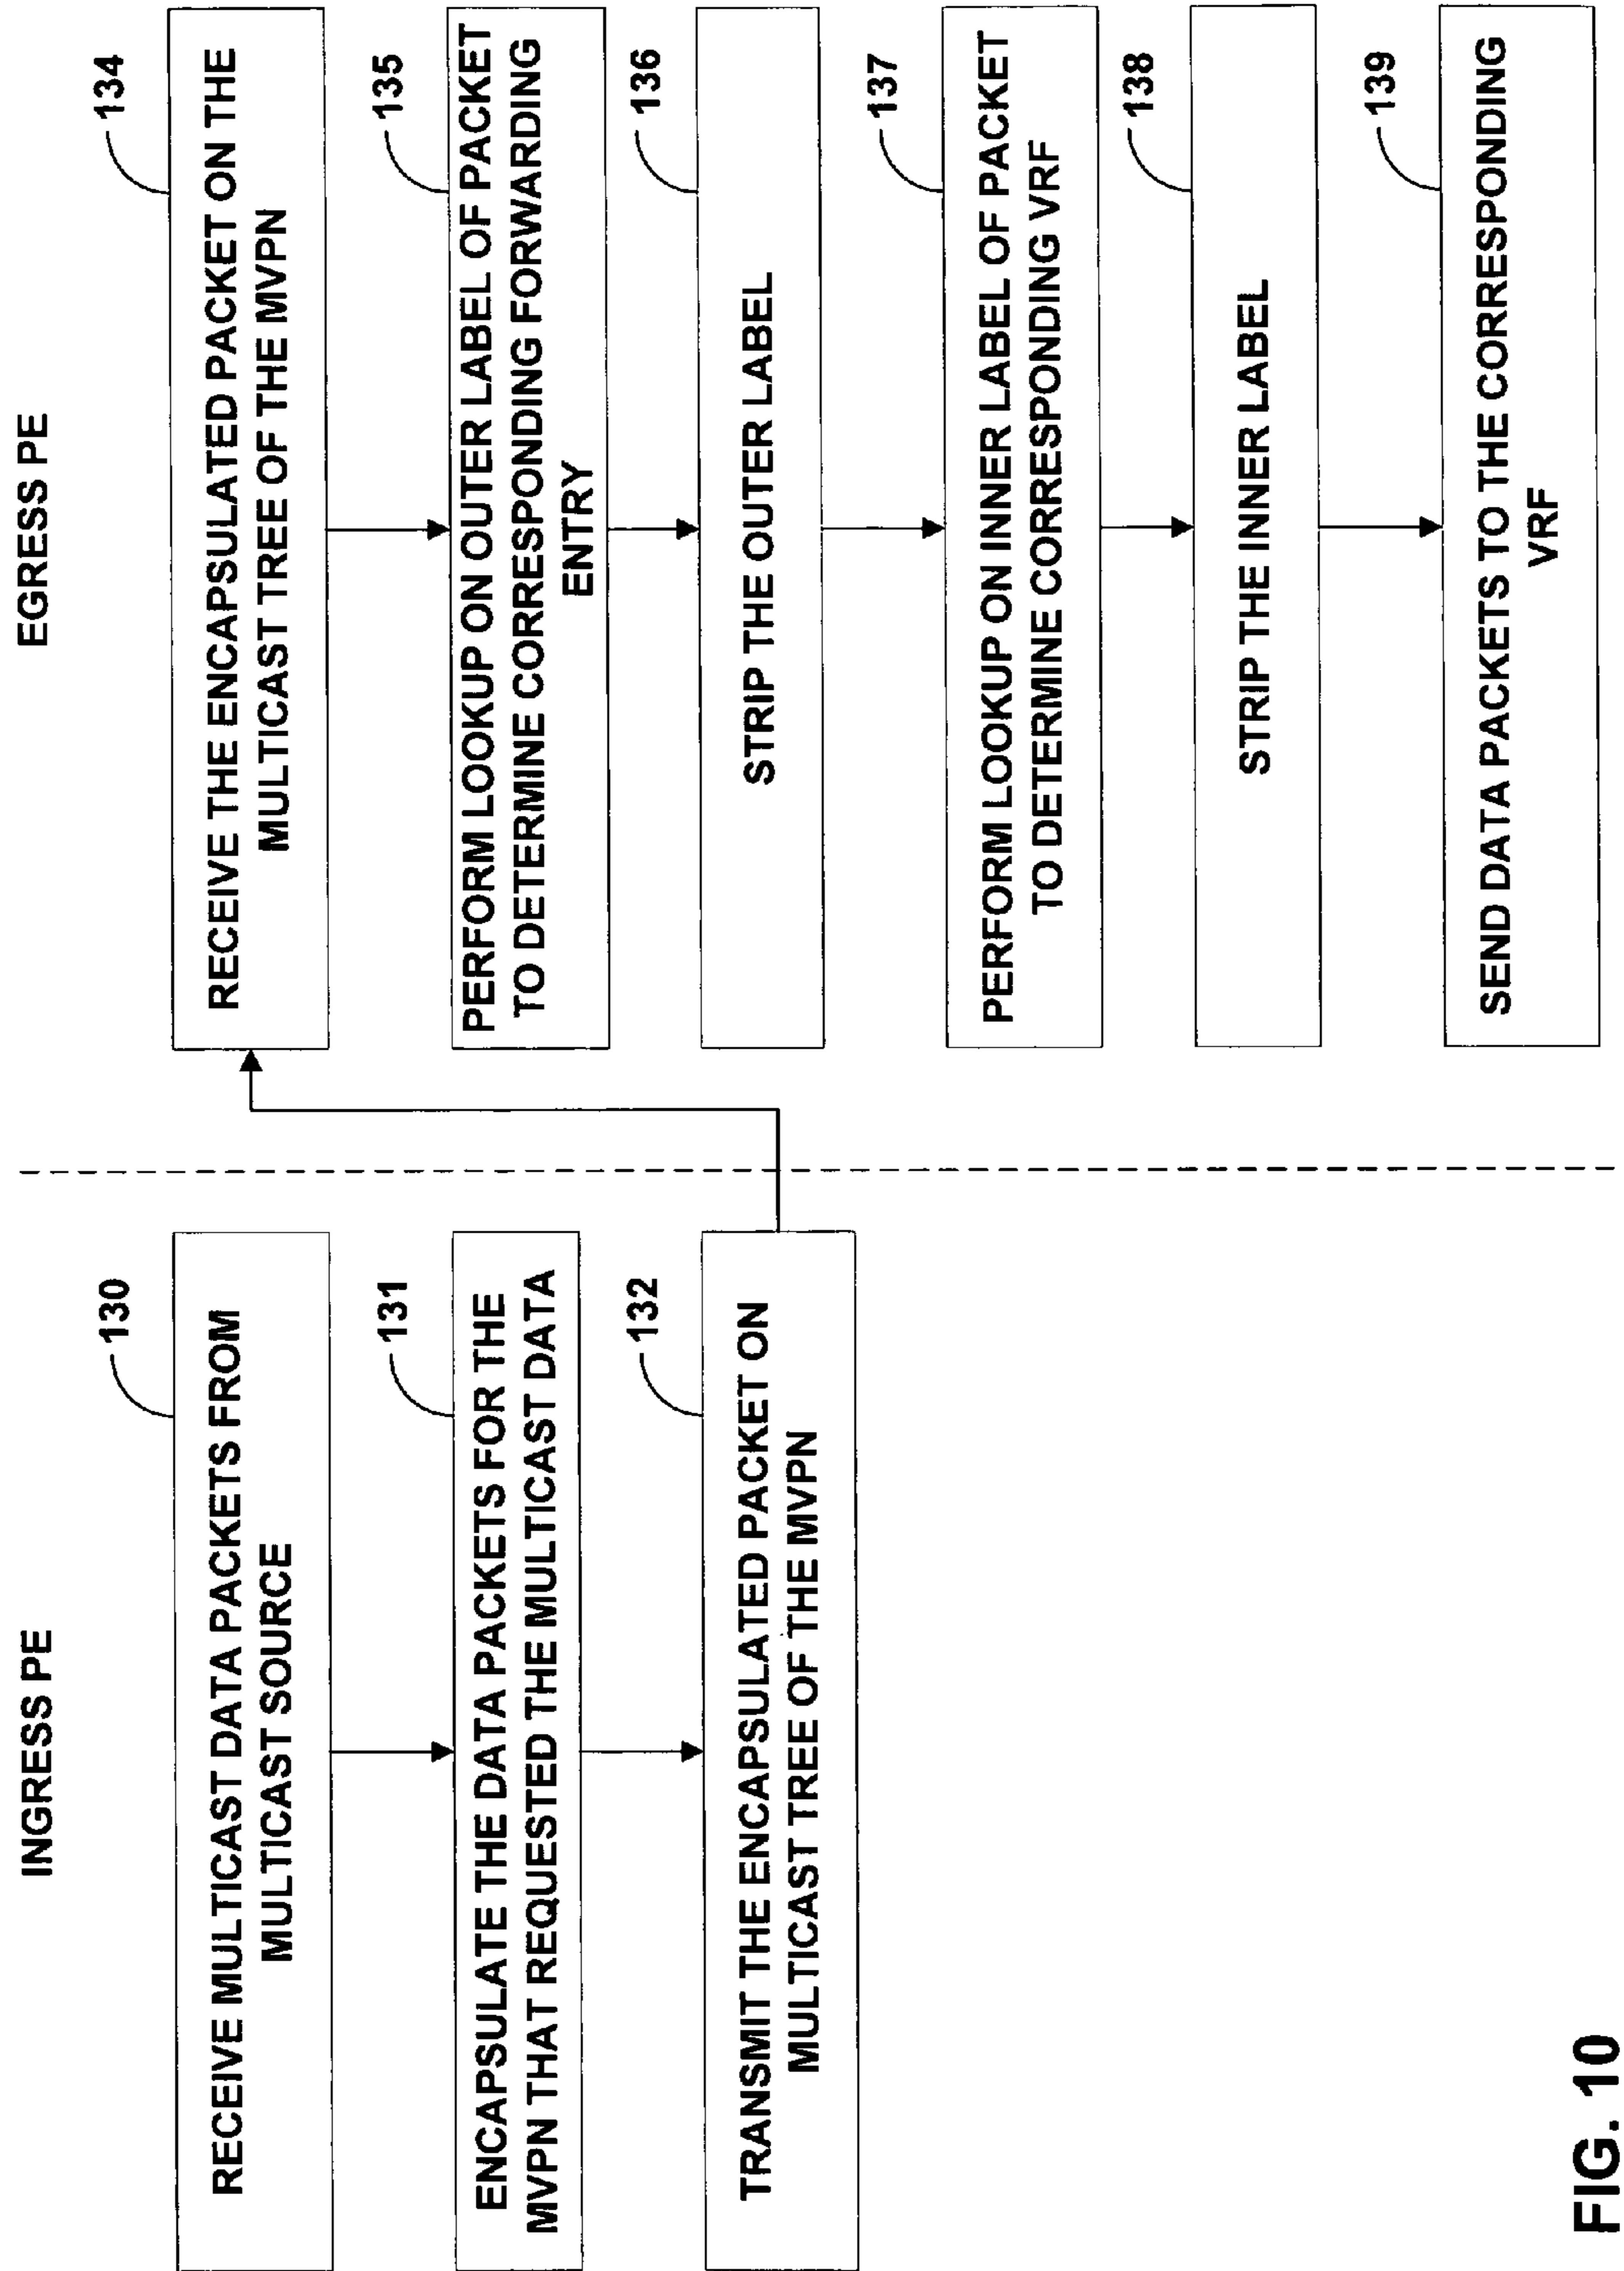 INGRESS PE
130
RECEIVE MULTICAST DATA PACKETS FROM
MULTICAST SOURCE
131
ENCAPSULATE THE DATA PACKETS FOR THE
MVPN THAT REQUESTED THE MULTICAST DATA
132
TRANSMIT THE ENCAPSULATED PACKET ON
MULTICAST TREE OF THE MVPN
EGRESS PE
134
RECEIVE THE ENCAPSULATED PACKET ON THE
MULTICAST TREE OF THE MVPN
135
PERFORM LOOKUP ON OUTER LABEL OF PACKET
TO DETERMINE CORRESPONDING FORWARDING
ENTRY
136
STRIP THE OUTER LABEL
137
PERFORM LOOKUP ON INNER LABEL OF PACKET
TO DETERMINE CORRESPONDING VRF
138
STRIP THE INNER LABEL
139
SEND DATA PACKETS TO THE CORRESPONDING
VRF
FIG. 10